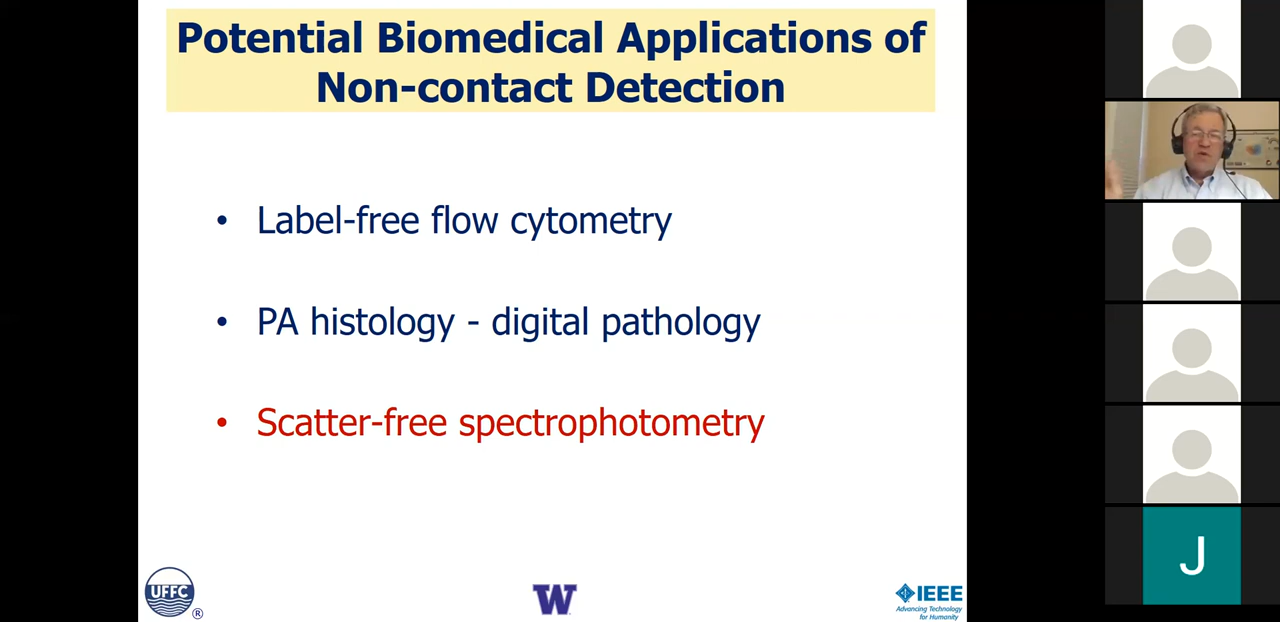 Potential Biomedical Applications of
Non-contact Detection
• Label-free flow cytometry
• PA histology - digital pathology
• Scatter-free spectrophotometry
UFFC
®
W
IEEE
Advancing Technology
for Humanity
J